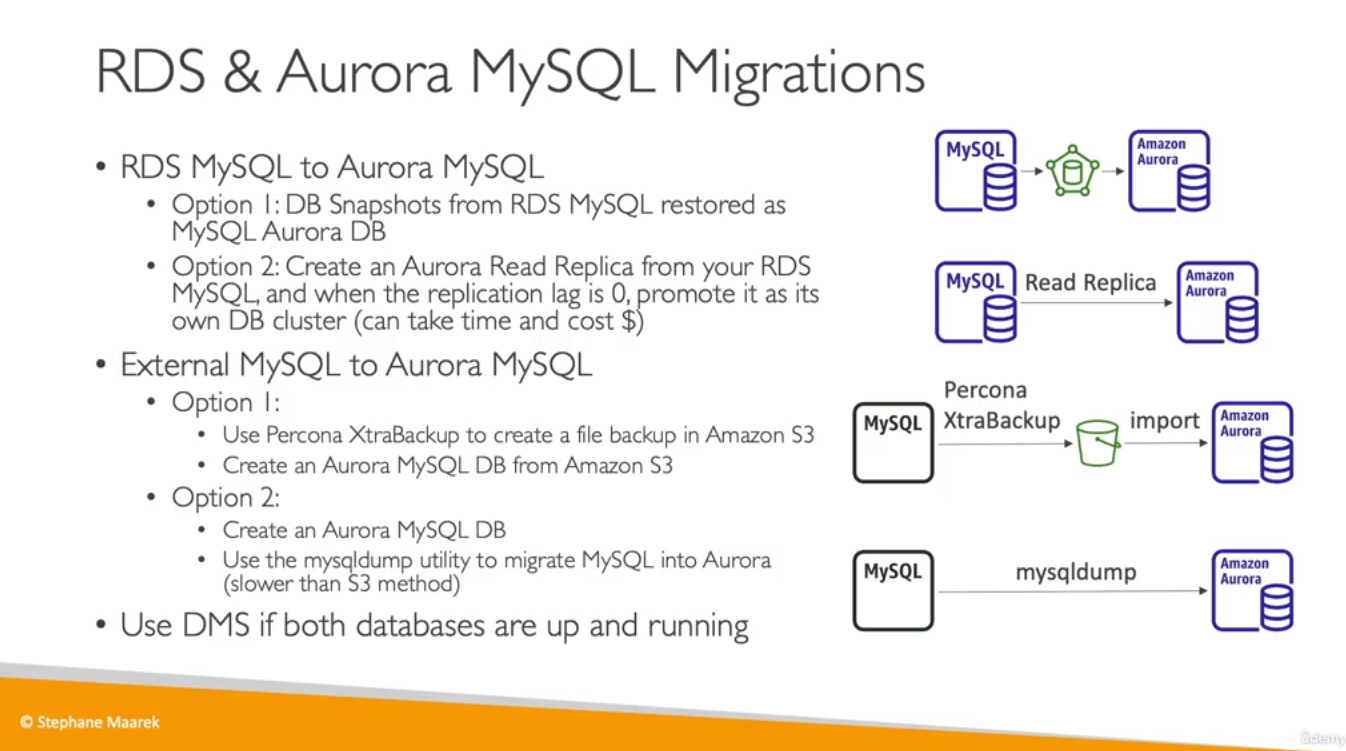 RDS & Aurora MySQL Migrations
• RDS MySQL to Aurora MySQL
• Option 1: DB Snapshots from RDS MySQL restored as
MySQL Aurora DB
• Option 2: Create an Aurora Read Replica from your RDS
MySQL, and when the replication lag is 0, promote it as its
own DB cluster (can take time and cost $)
• External MySQL to Aurora MySQL
• Option 1:
• Use Percona XtraBackup to create a file backup in Amazon S3
• Create an Aurora MySQL DB from Amazon S3
• Option 2:
• Create an Aurora MySQL DB
• Use the mysqldump utility to migrate MySQL into Aurora
(slower than S3 method)
• Use DMS if both databases are up and running
MySQL
Amazon
Aurora
MySQL
Read Replica
Amazon
Aurora
MySQL
Percona
XtraBackup
import
Amazon
Aurora
MySQL
mysqldump
Amazon
Aurora
© Stephane Maarek
ûdemy